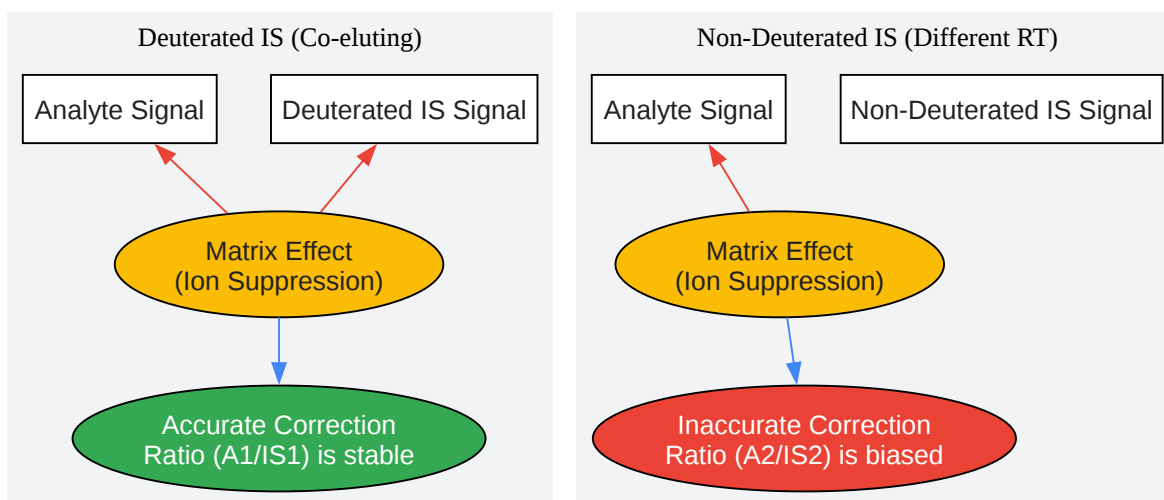 Deuterated IS (Co-eluting)
Analyte Signal
Deuterated IS Signal
Matrix Effect
(Ion Suppression)
Accurate Correction
Ratio (A1/IS1) is stable
Non-Deuterated IS (Different RT)
Analyte Signal
Non-Deuterated IS Signal
Matrix Effect
(Ion Suppression)
Inaccurate Correction
Ratio (A2/IS2) is biased